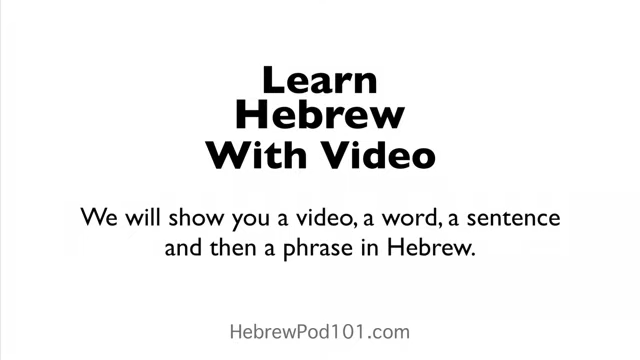 Learn
Hebrew
With Video
We will show you a video, a word, a sentence
and then a phrase in Hebrew.
HebrewPod101.com